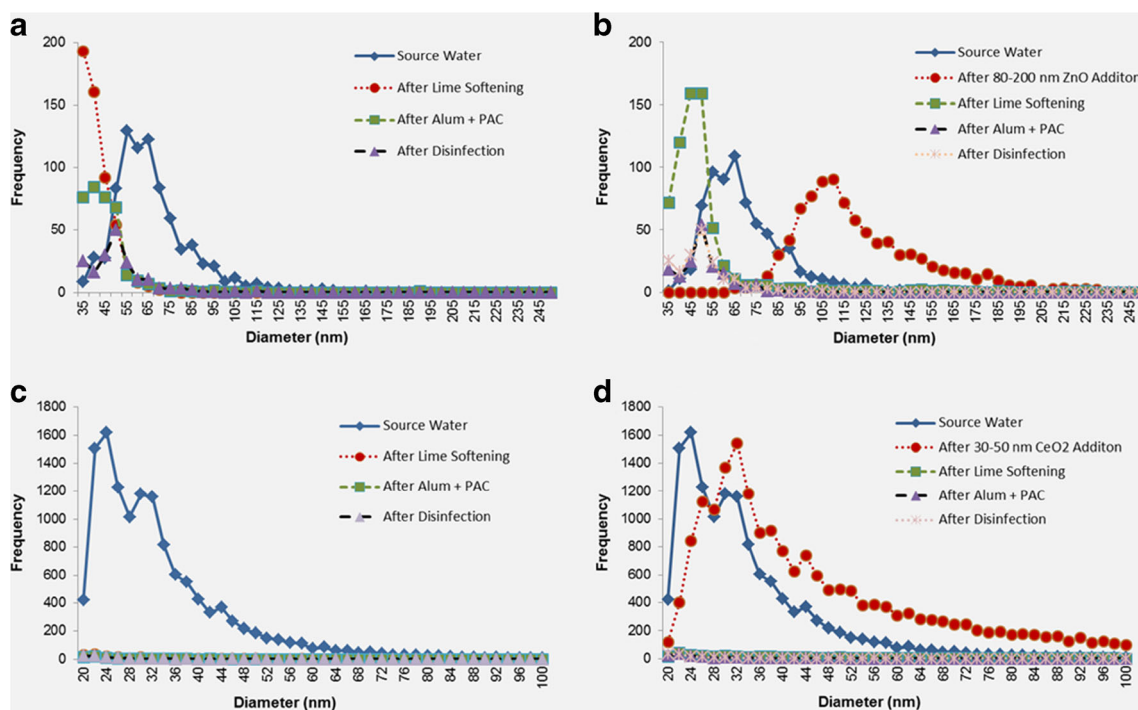 a
200
150
100
50
0
Frequency
Source Water
After Lime Softening
After Alum + PAC
After Disinfection
35 45 55 65 75 85 95 105 115 125 135 145 155 165 175 185 195 205 215 225 235 245
Diameter (nm)
b
200
150
100
50
0
Frequency
Source Water
After 80-200 nm ZnO Additon
After Lime Softening
After Alum + PAC
After Disinfection
35 45 55 65 75 85 95 105 115 125 135 145 155 165 175 185 195 205 215 225 235 245
Diameter (nm)
c
1800
1600
1400
1200
1000
800
600
400
200
0
Frequency
Source Water
After Lime Softening
After Alum + PAC
After Disinfection
20 24 28 32 36 40 44 48 52 56 60 64 68 72 76 80 84 88 92 96 100
Diameter (nm)
d
1800
1600
1400
1200
1000
800
600
400
200
0
Frequency
Source Water
After 30-50 nm CeO2 Additon
After Lime Softening
After Alum + PAC
After Disinfection
20 24 28 32 36 40 44 48 52 56 60 64 68 72 76 80 84 88 92 96 100
Diameter (nm)